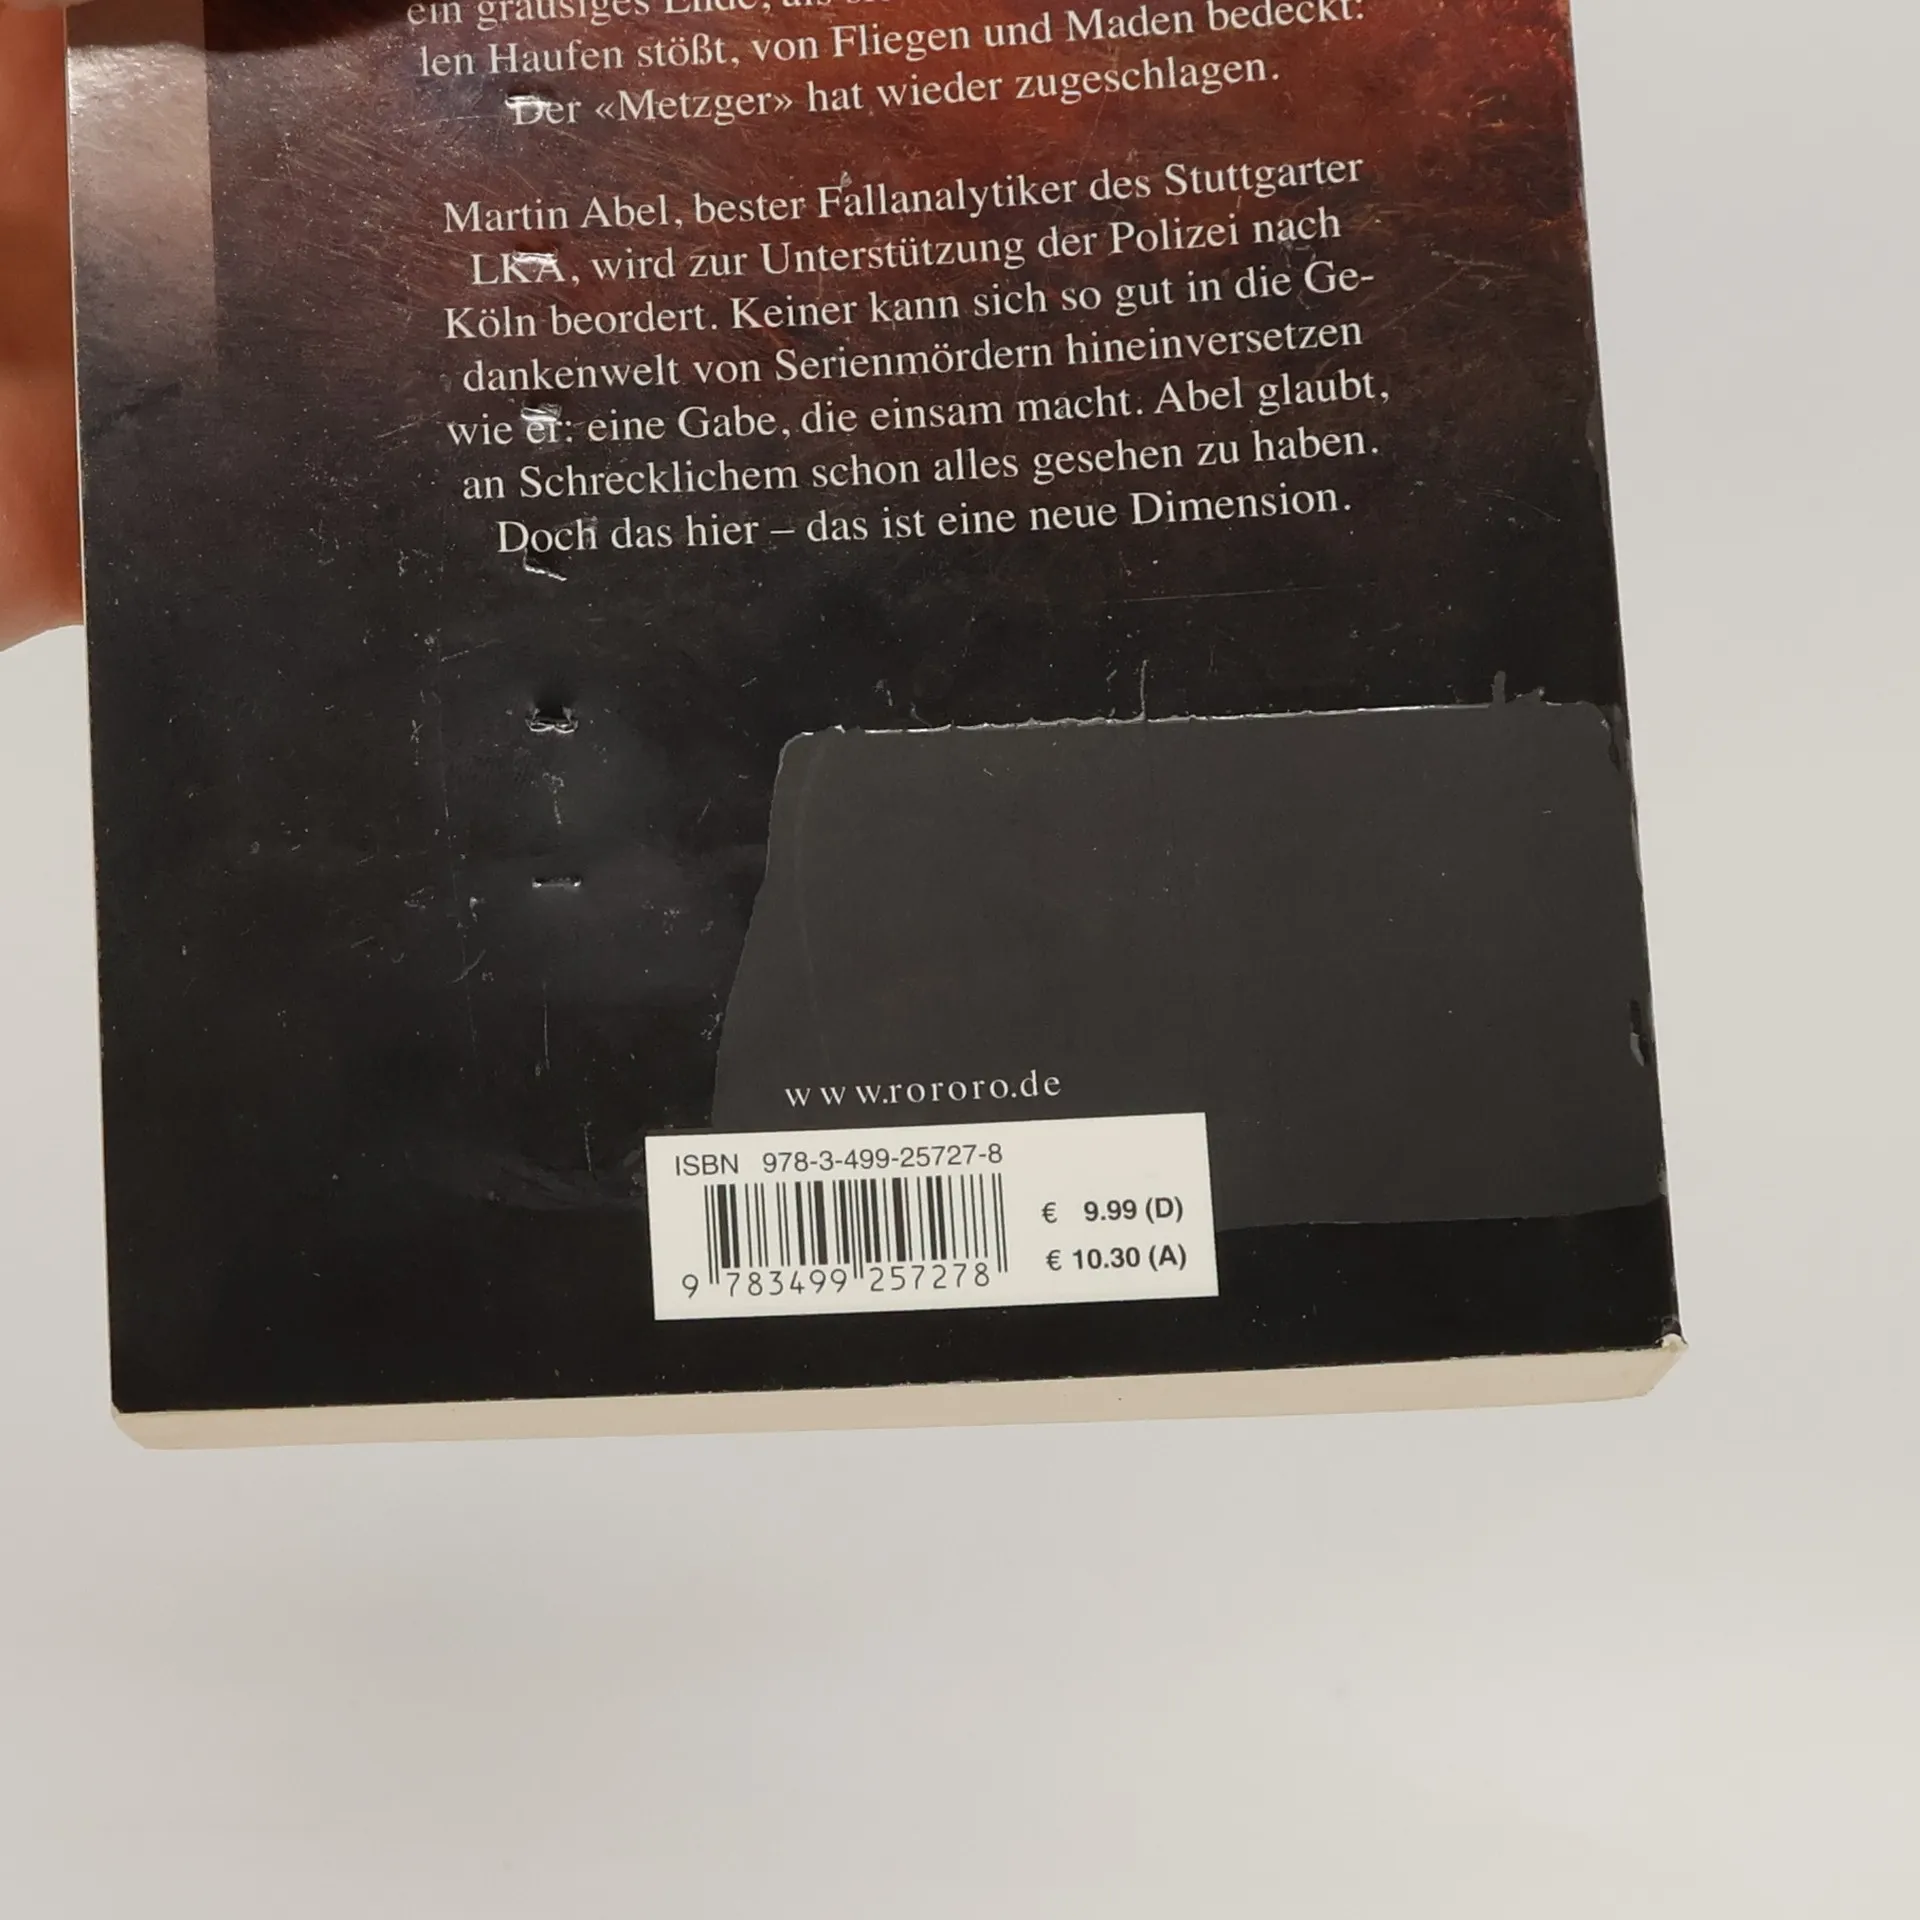 ein grausiges Ende, als
len Haufen stößt, von Fliegen und Maden bedeckt:
Der «Metzger» hat wieder zugeschlagen.
Martin Abel, bester Fallanalytiker des Stuttgarter
LKA, wird zur Unterstützung der Polizei nach
Köln beordert. Keiner kann sich so gut in die Ge-
dankenwelt von Serienmördern hineinversetzen
wie er: eine Gabe, die einsam macht. Abel glaubt,
an Schrecklichem schon alles gesehen zu haben.
Doch das hier – das ist eine neue Dimension.
www.rororo.de
ISBN 978-3-499-25727-8
€ 9.99 (D)
€ 10.30 (A)
9 783499 257278